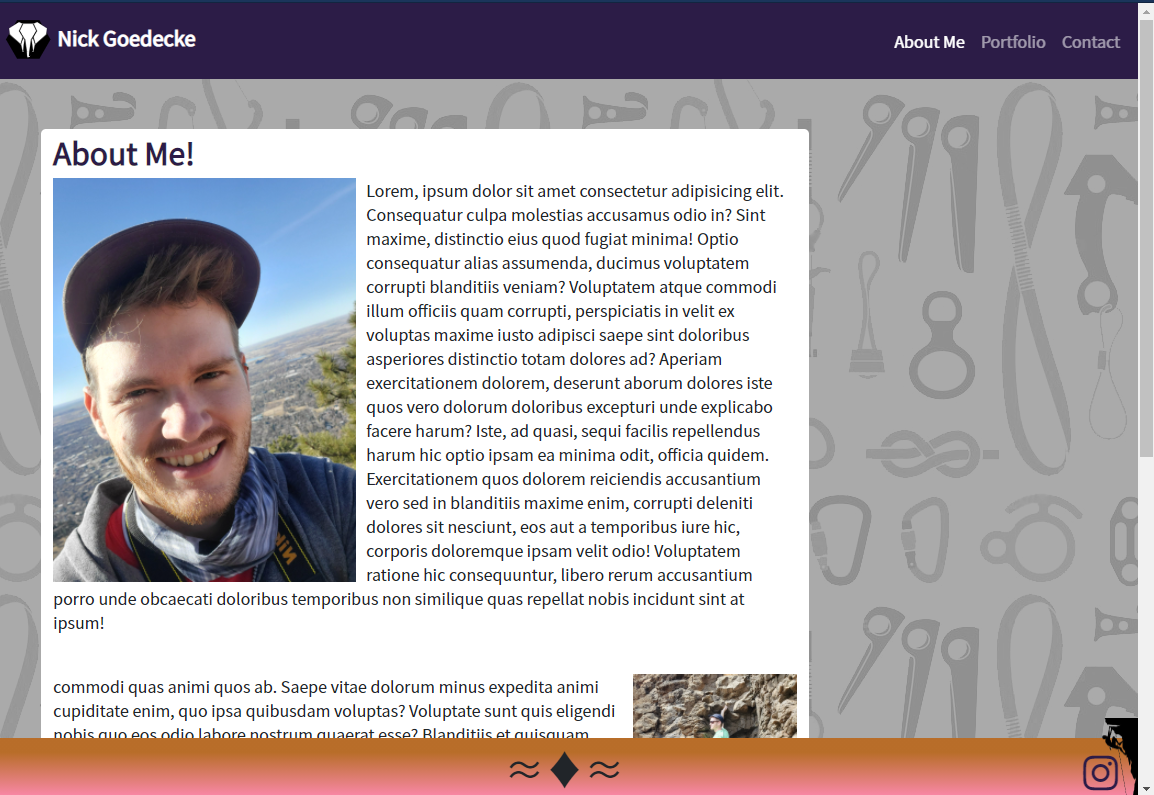 Nick Goedecke
About Me Portfolio Contact
About Me!
Lorem, ipsum dolor sit amet consectetur adipisicing elit.
Consequatur culpa molestias accusamus odio in? Sint
maxime, distinctio eius quod fugiat minima! Optio
consequatur alias assumenda, ducimus voluptatem
corrupti blanditiis veniam? Voluptatem atque commodi
illum officiis quam corrupti, perspiciatis in velit ex
voluptas maxime iusto adipisci saepe sint doloribus
asperiores distinctio totam dolores ad? Aperiam
exercitationem dolorem, deserunt aborum dolores iste
quos vero dolorum doloribus excepturi unde explicabo
facere harum? Iste, ad quasi, sequi facilis repellendus
harum hic optio ipsam ea minima odit, officia quidem.
Exercitationem quos dolorem reiciendis accusantium
vero sed in blanditiis maxime enim, corrupti deleniti
dolores sit nesciunt, eos aut a temporibus iure hic,
corporis doloremque ipsam velit odio! Voluptatem
ratione hic consequuntur, libero rerum accusantium
porro unde obcaecati doloribus temporibus non similique quas repellat nobis incidunt sint at
ipsum!
commodi quas animi quos ab. Saepe vitae dolorum minus expedita animi
cupiditate enim, quo ipsa quibusdam voluptas? Voluptate sunt quis eligendi
nobis quo eos odio labore nostrum quaerat esse? Blanditiis et quisquam
≈ ♦ ≈